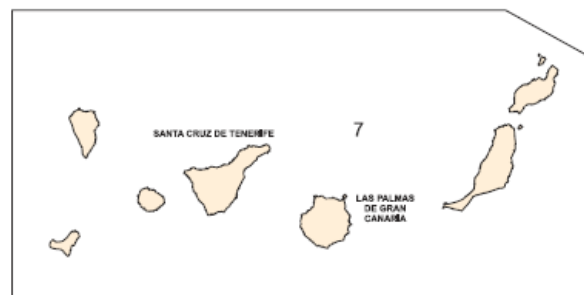 SANTA CRUZ DE TENERIFE
7
LAS PALMAS
DE GRAN
CANARIA